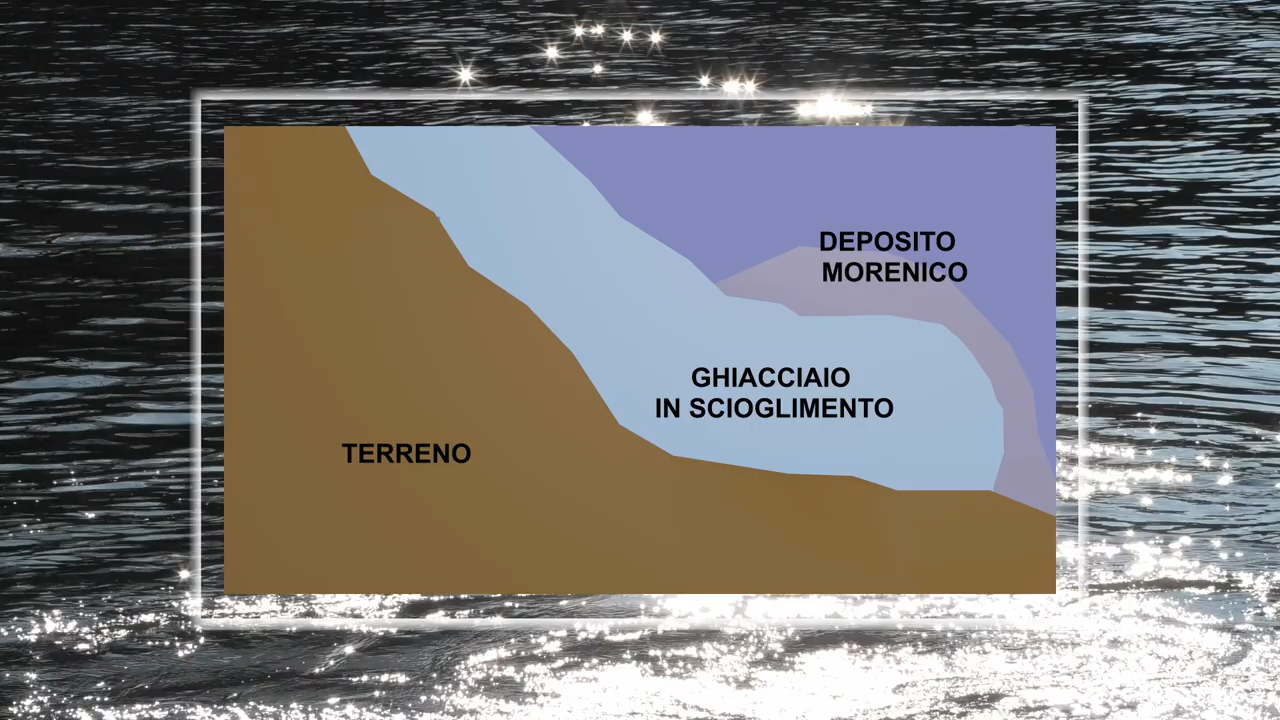 DEPOSITO
MORENICO
GHIACCIAIO
IN SCIOGLIMENTO
TERRENO